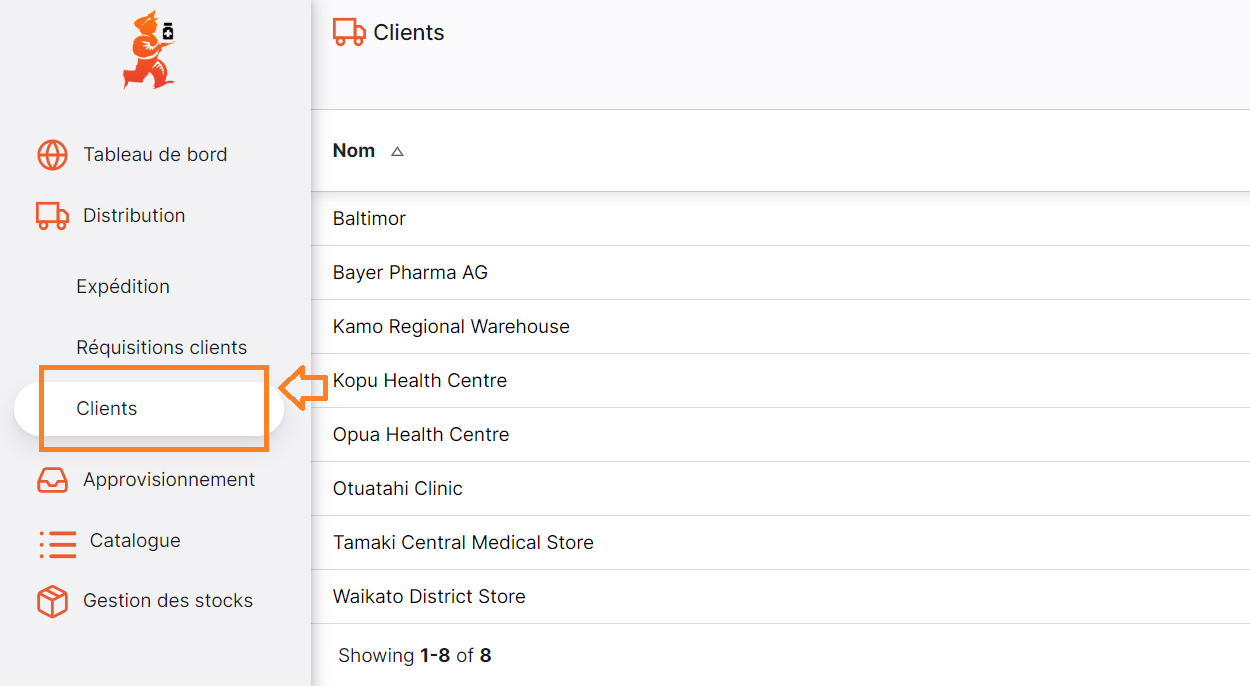 Tableau de bord
Distribution
Expédition
Réquisitions clients
Clients
Approvisionnement
Catalogue
Gestion des stocks
Clients
Nom
Baltimor
Bayer Pharma AG
Kamo Regional Warehouse
Kopu Health Centre
Opua Health Centre
Otuatahi Clinic
Tamaki Central Medical Store
Waikato District Store
Showing 1-8 of 8